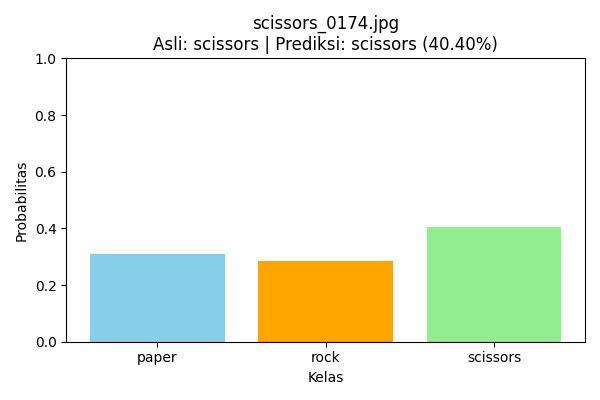 scissors_0174.jpg
Asli: scissors | Prediksi: scissors (40.40%)
1.0
0.8
0.6
0.4
0.2
0.0
Probabilitas
paper rock scissors
Kelas